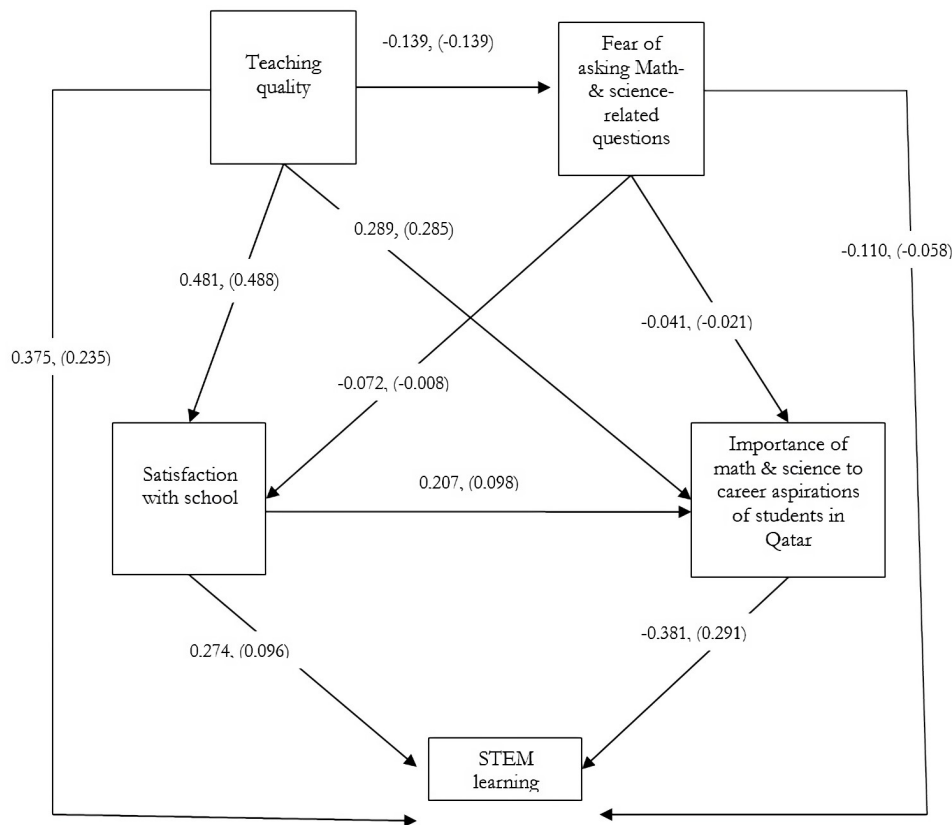 Teaching
quality
-0.139, (-0.139)
Fear of
asking Math-
& science-
related
questions
0.289, (0.285)
-0.110, (-0.058)
0.481, (0.488)
-0.041, (-0.021)
0.375, (0.235)
-0.072, (-0.008)
Satisfaction
with school
0.207, (0.098)
Importance of
math & science to
career aspirations
of students in
Qatar
0.274, (0.096)
-0.381, (0.291)
STEM
learning